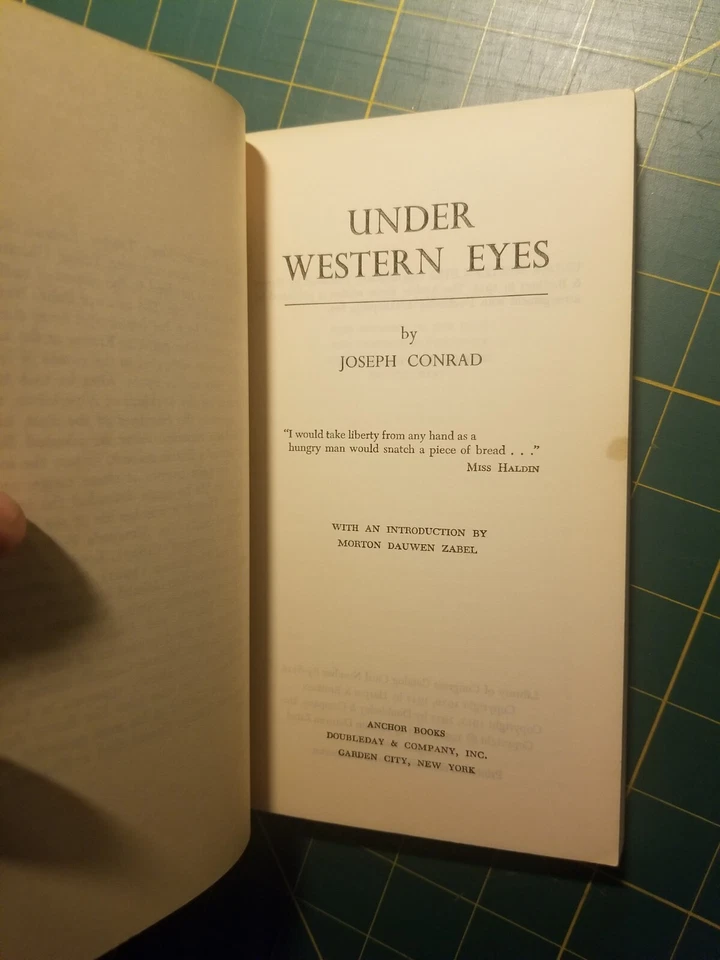 UNDER
WESTERN EYES
by
JOSEPH CONRAD
“I would take liberty from any hand as a
hungry man would snatch a piece of bread . . .”
MISS HALDIN
WITH AN INTRODUCTION BY
MORTON DAUWEN ZABEL
ANCHOR BOOKS
DOUBLEDAY & COMPANY, INC.
GARDEN CITY, NEW YORK